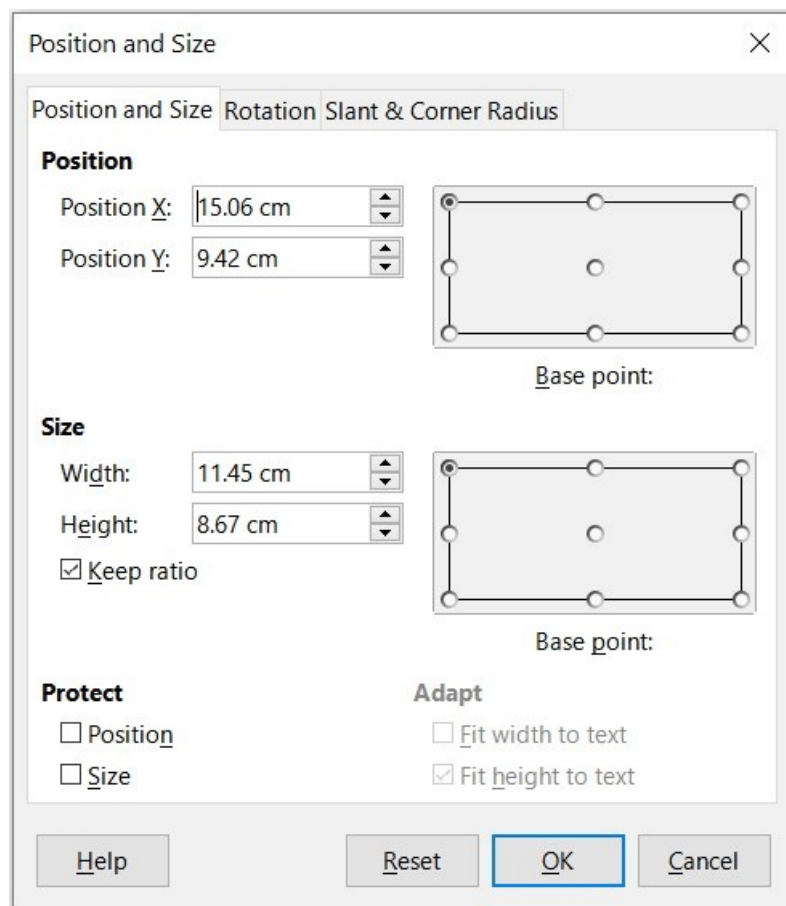 Position and Size
Position and Size Rotation Slant & Corner Radius
Position
Position X: 15.06 cm
Position Y: 9.42 cm
Base point:
Size
Width: 11.45 cm
Height: 8.67 cm
Keep ratio
Base point:
Protect Adapt
Position Fit width to text
Size Fit height to text
Help Reset OK Cancel